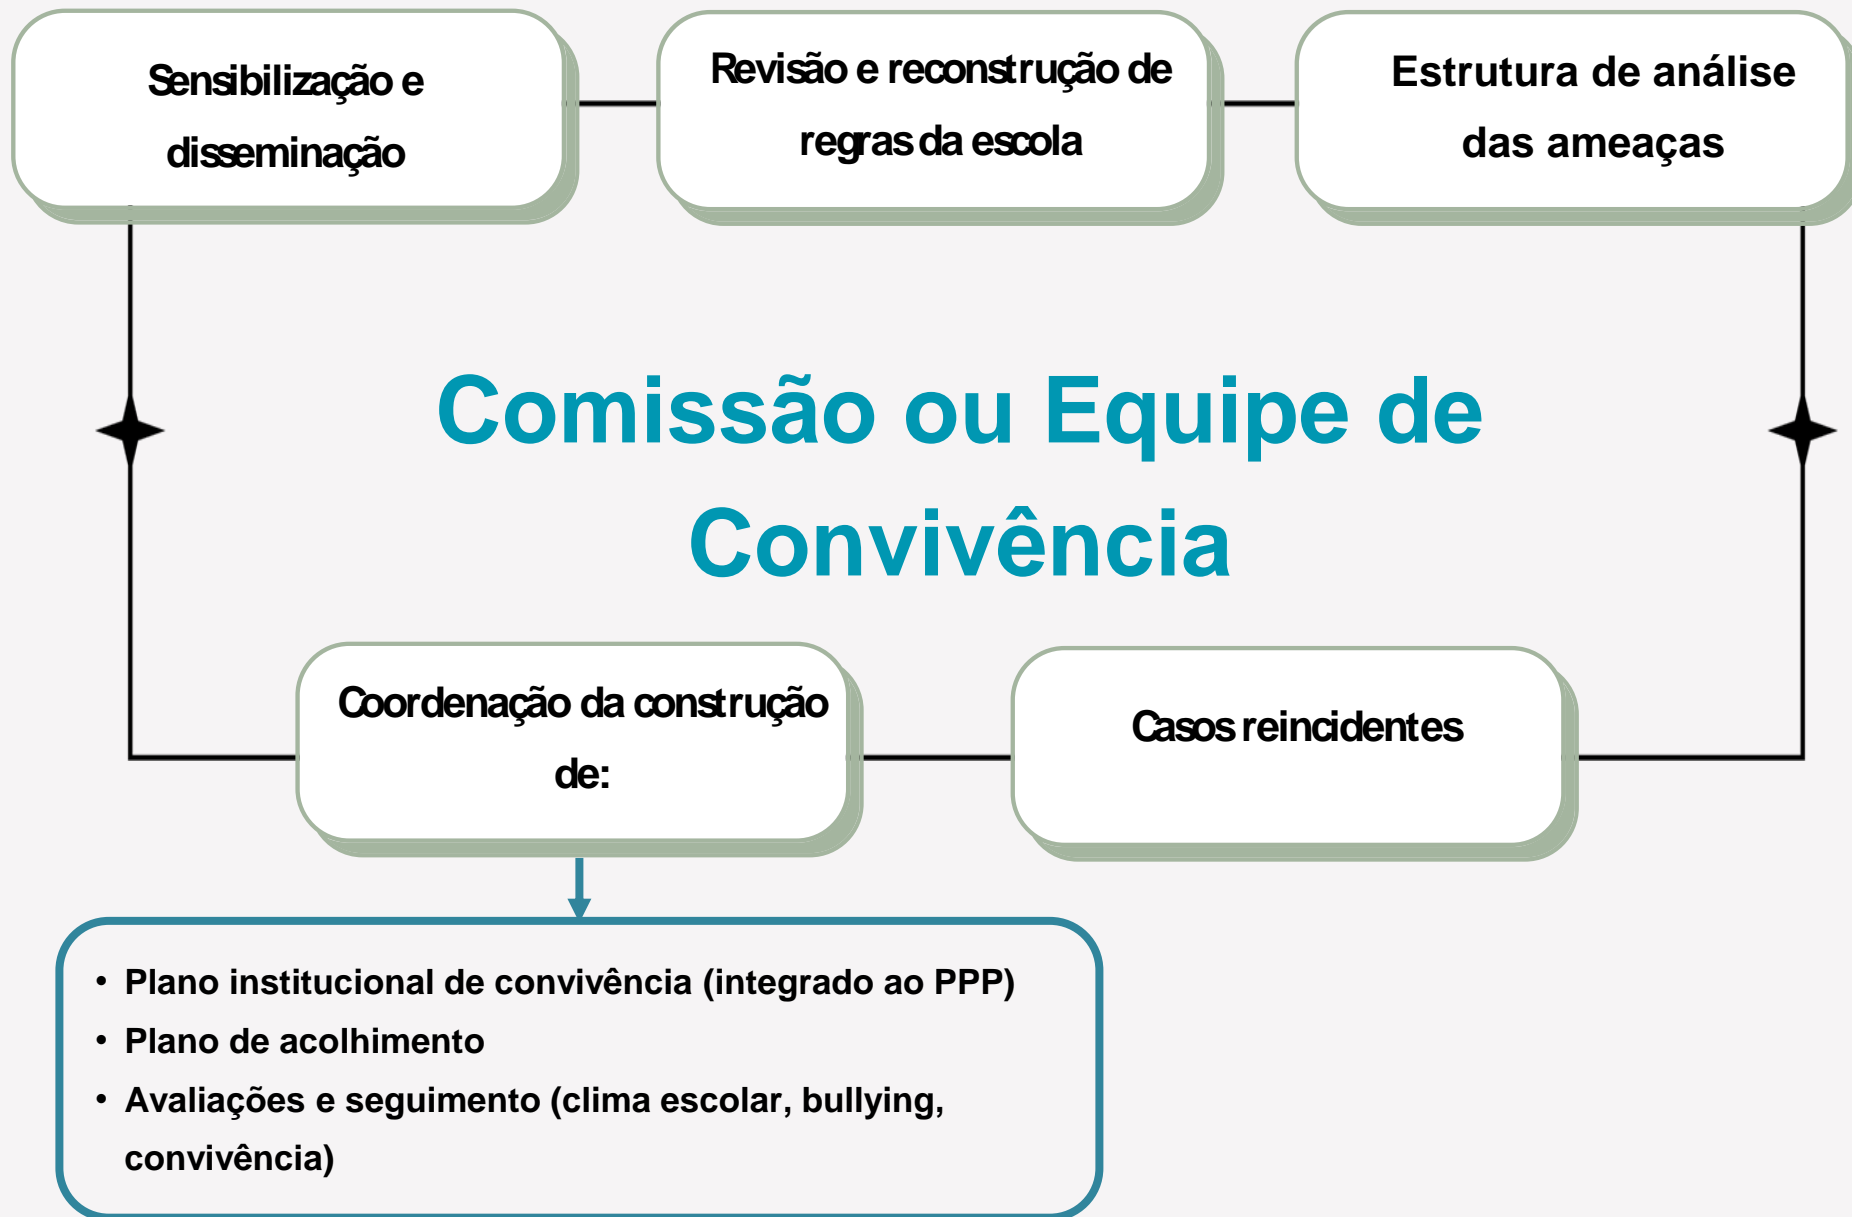 Sensibilização e
disseminação
Revisão e reconstrução de
regras da escola
Estrutura de análise
das ameaças
Comissão ou Equipe de
Convivência
Coordenação da construção
de:
Casos reincidentes
• Plano institucional de convivência (integrado ao PPP)
• Plano de acolhimento
• Avaliações e seguimento (clima escolar, bullying,
convivência)